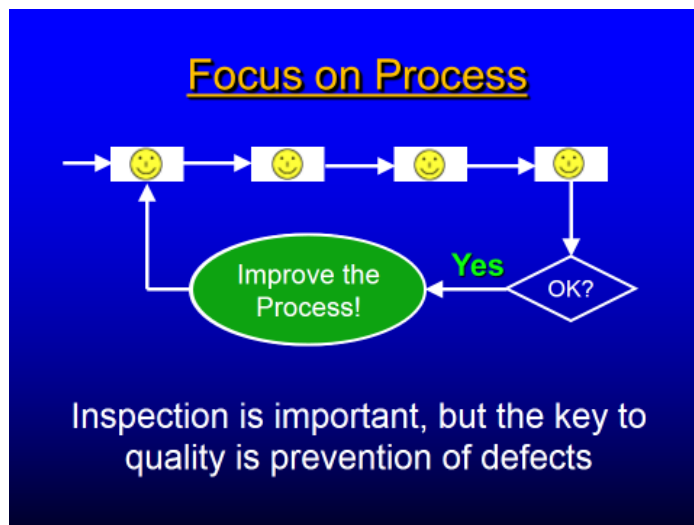 Focus on Process
Yes
Improve the
Process!
OK?
Inspection is important, but the key to
quality is prevention of defects